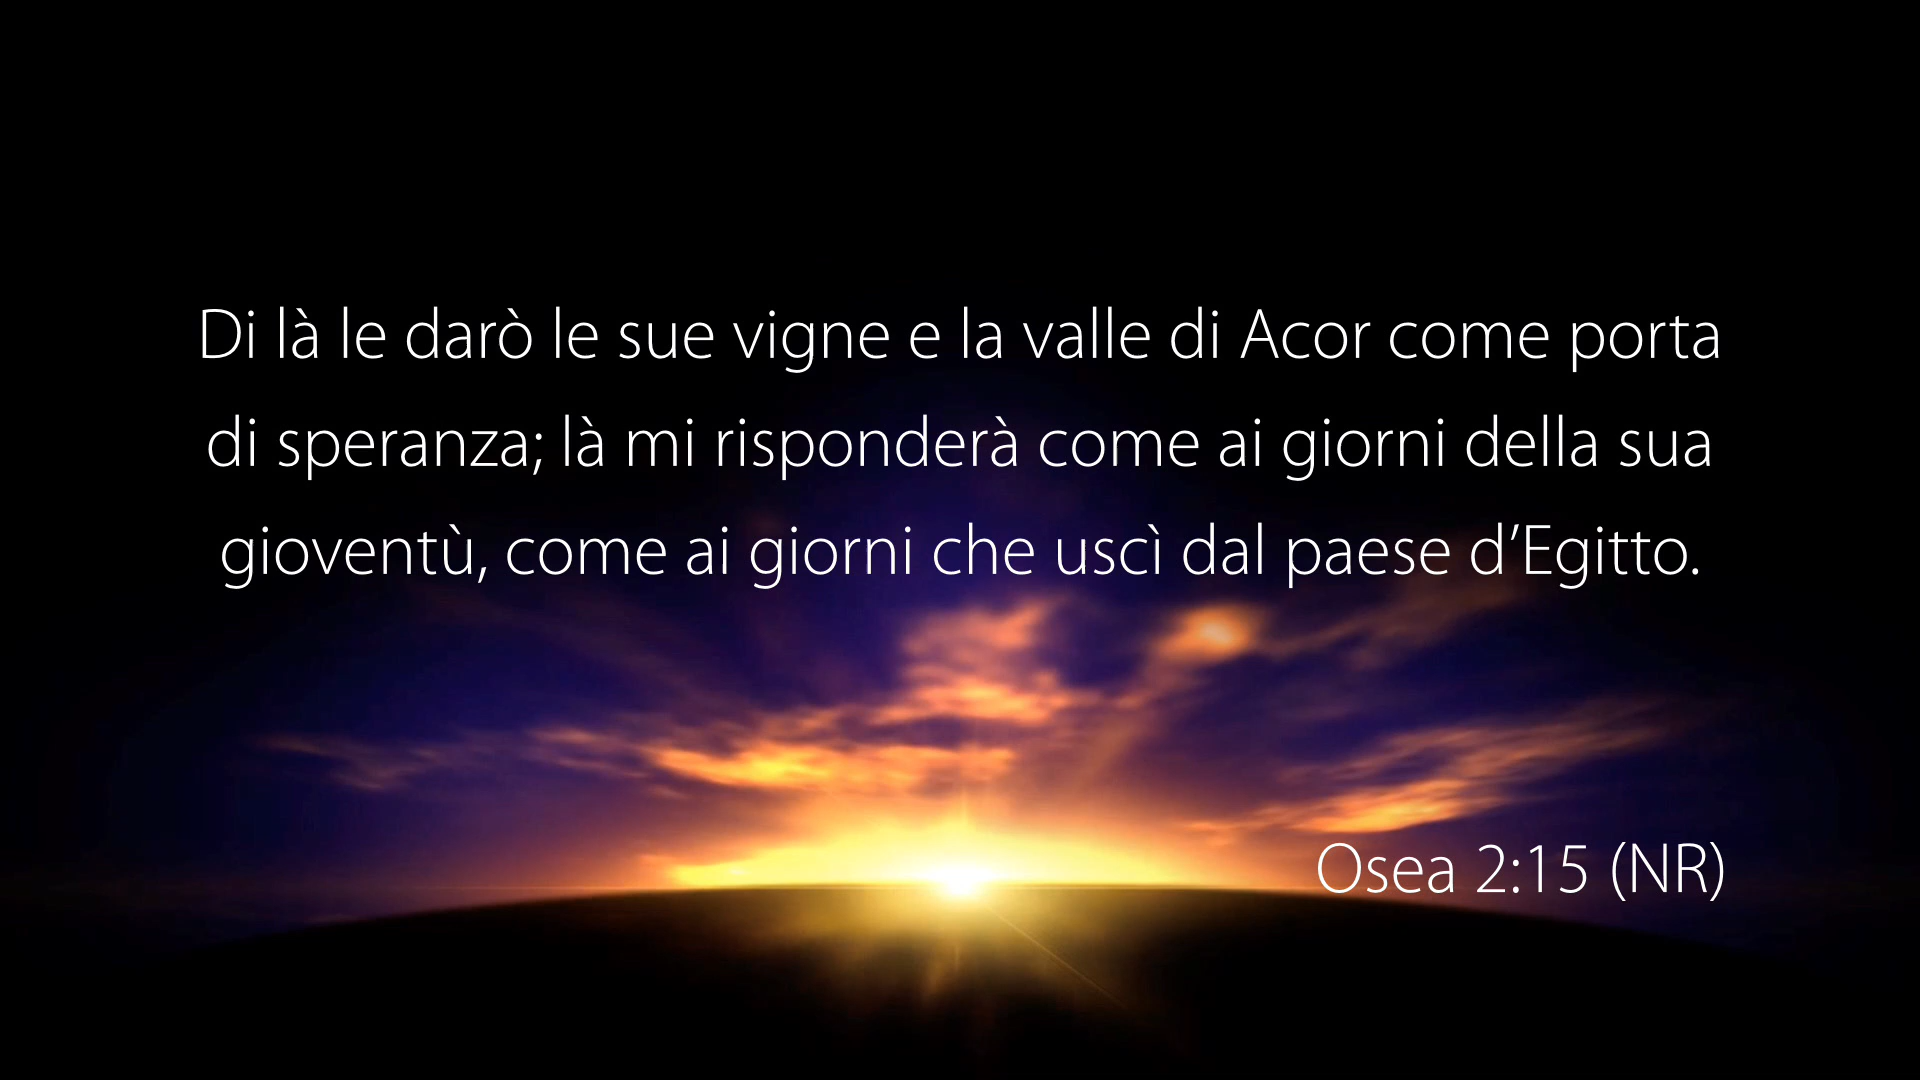 Di là le darò le sue vigne e la valle di Acor come porta
di speranza; là mi risponderà come ai giorni della sua
gioventù, come ai giorni che uscì dal paese d’Egitto.
Osea 2:15 (NR)